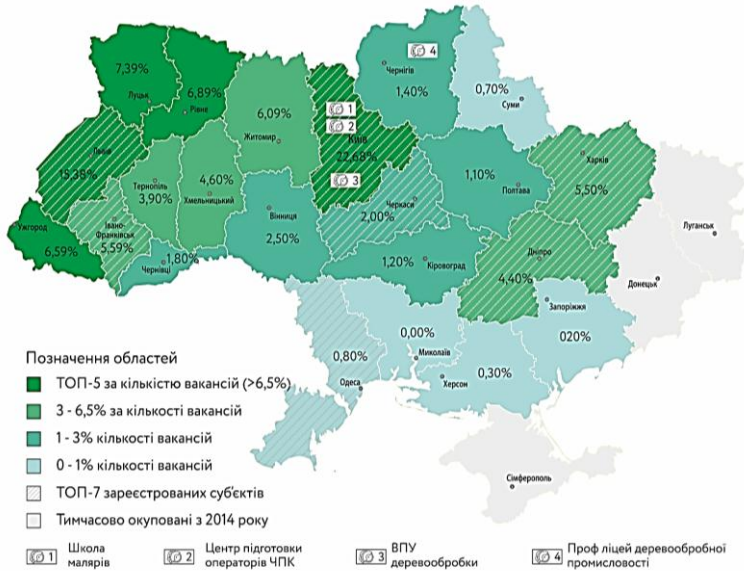 4
7,39%
Луцьк
6,89%
Рівне
6,09%
Житомир
1
2
Київ
22,68%
3
Чернігів
1,40%
0,70%
Суми
Львів
15,38%
Тернопіль
3,90%
4,60%
Хмельницький
Вінниця
2,50%
Черкаси
2,00%
1,10%
Полтава
Харків
5,50%
Ужгород
6,59%
Івано-
Франківськ
5,59%
1,80%
Чернівці
1,20%
Кіровоград
Дніпро
4,40%
Луганськ
Донецьк
Запоріжжя
020%
0,00%
Миколаїв
0,80%
Одеса
Херсон
0,30%
Сімферополь
Позначення областей
ТОП-5 за кількістю вакансій (>6,5%)
3 - 6,5% за кількості вакансій
1 - 3% кількості вакансій
0 - 1% кількості вакансій
ТОП-7 зареєстрованих суб'єктів
Тимчасово окуповані з 2014 року
1 Школа
малярів
2 Центр підготовки
операторів ЧПК
3 ВПУ
деревообробки
4 Проф ліцей деревообробної
промисловості